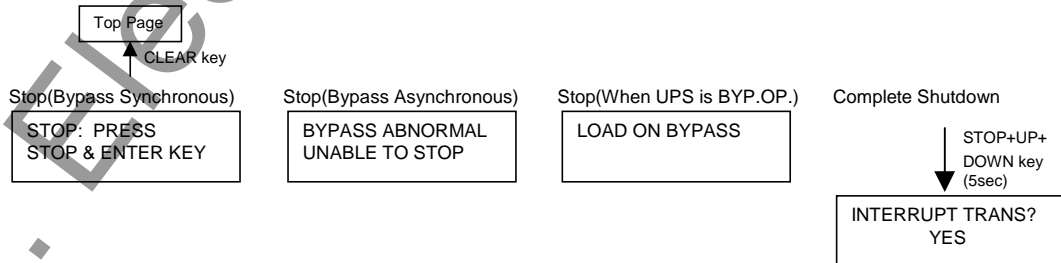 Top Page
CLEAR key
Stop(Bypass Synchronous)
STOP: PRESS
STOP & ENTER KEY
Stop(Bypass Asynchronous)
BYPASS ABNORMAL
UNABLE TO STOP
Stop(When UPS is BYP.OP.)
LOAD ON BYPASS
Complete Shutdown
STOP+UP+
DOWN key
(5sec)
INTERRUPT TRANS?
YES